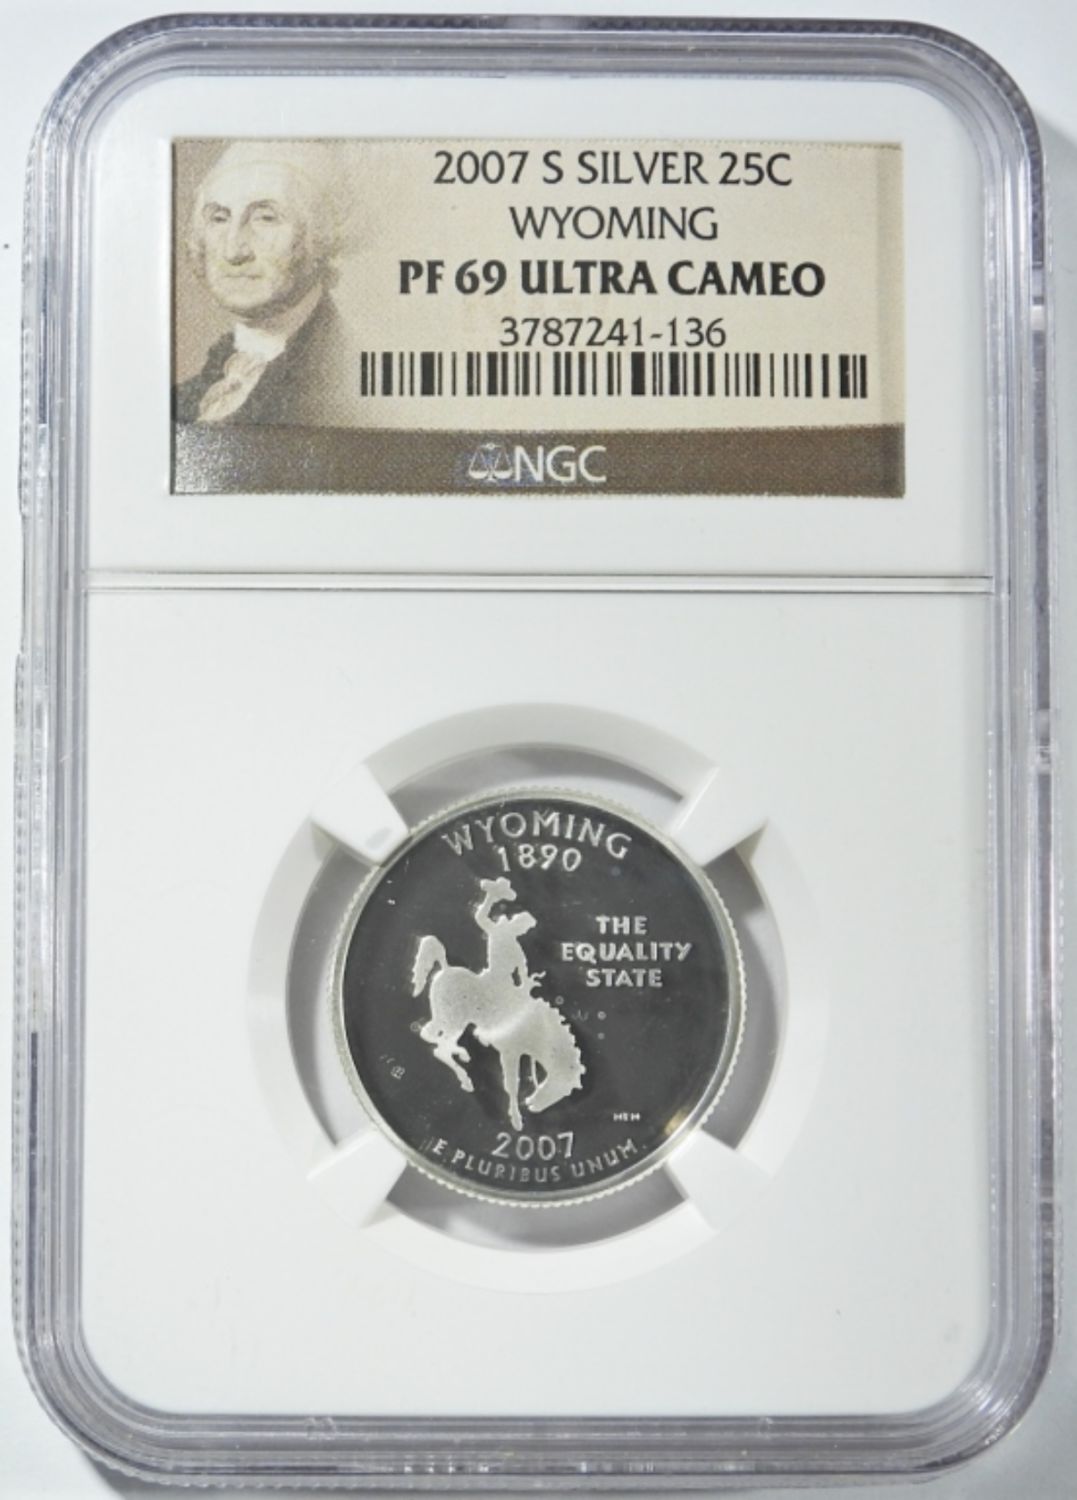 2007 S SILVER 25C
WYOMING
PF 69 ULTRA CAMEO
3787241-136
NGC
WYOMING
1890
THE
EQUALITY
STATE
2007
E PLURIBUS UNUM